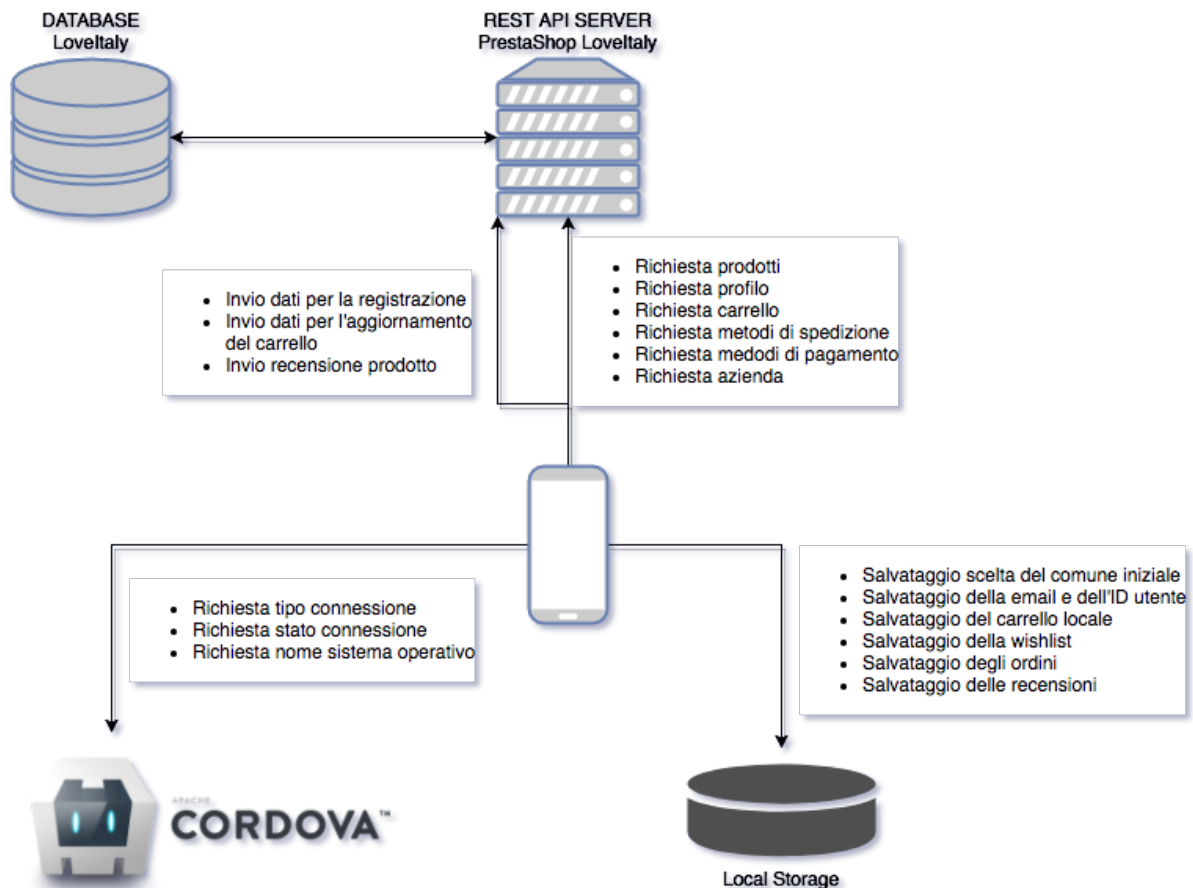 DATABASE
LoveItaly
REST API SERVER
PrestaShop LoveItaly
• Invio dati per la registrazione
• Invio dati per l'aggiornamento
del carrello
• Invio recensione prodotto
• Richiesta prodotti
• Richiesta profilo
• Richiesta carrello
• Richiesta metodi di spedizione
• Richiesta medodi di pagamento
• Richiesta azienda
• Richiesta tipo connessione
• Richiesta stato connessione
• Richiesta nome sistema operativo
• Salvataggio scelta del comune iniziale
• Salvataggio della email e dell'ID utente
• Salvataggio del carrello locale
• Salvataggio della wishlist
• Salvataggio degli ordini
• Salvataggio delle recensioni
APACHE
CORDOVA™
Local Storage